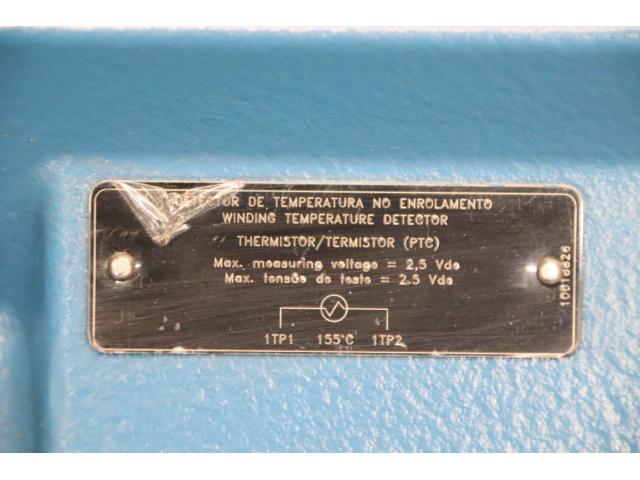 DETECTOR DE TEMPERATURA NO ENROLAMENTO
WINDING TEMPERATURE DETECTOR
THERMISTOR/TERMISTOR (PTC)
Max. measuring voltage = 2,5 Vdc
Max. tensão de teste = 2.5 Vdc
1TP1 155°C 1TP2